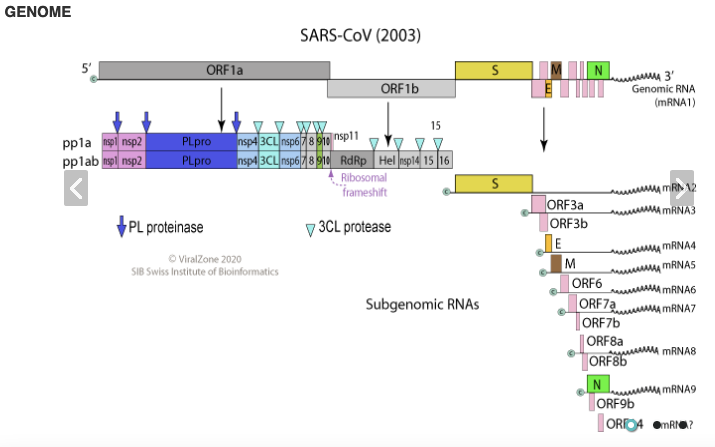 GENOME
SARS-CoV (2003)
5′ ORF1a S M N 3′
ORF1b E Genomic RNA
(mRNA1)
pp1a nsp1 nsp2 PLpro nsp4 3CL nsp6 7 8 9 10 nsp11 15
pp1ab nsp1 nsp2 PLpro nsp4 3CL nsp6 7 8 9 10 RdRp Hel nsp14 15 16
Ribosomal
frameshift
PL proteinase 3CL protease
© ViralZone 2020
SIB Swiss Institute of Bioinformatics
Subgenomic RNAs
c S mRNA2
c ORF3a mRNA3
ORF3b
c E mRNA4
c M mRNA5
c ORF6 mRNA6
c ORF7a mRNA7
ORF7b
c ORF8a mRNA8
ORF8b
c N mRNA9
ORF9b
mRNA?